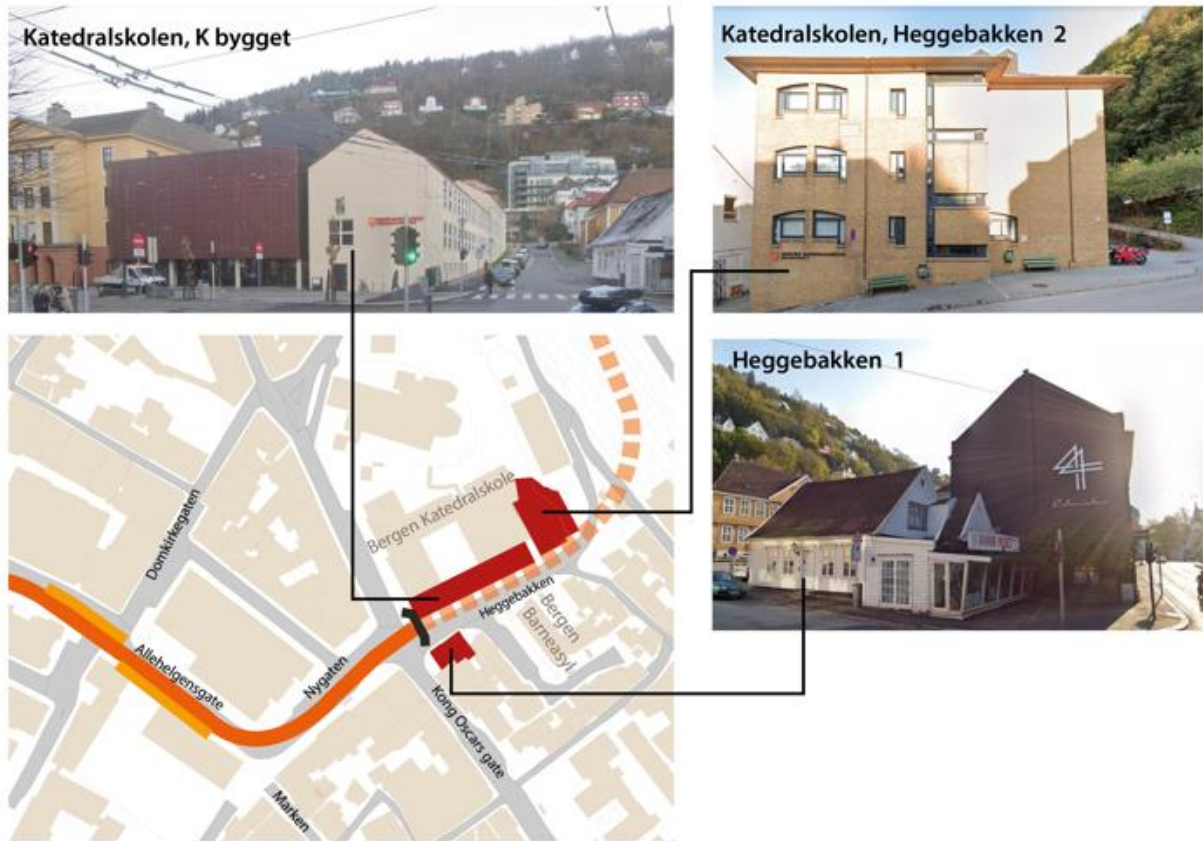 Katedralskolen, K bygget
Katedralskolen, Heggebakken 2
Heggebakken 1
4
Domkirkegaten
Bergen Katedralskole
Heggebakken
Bergen
Barneasyl
Allehelgensgate
Nygaten
Kong Oscars gate
Marken